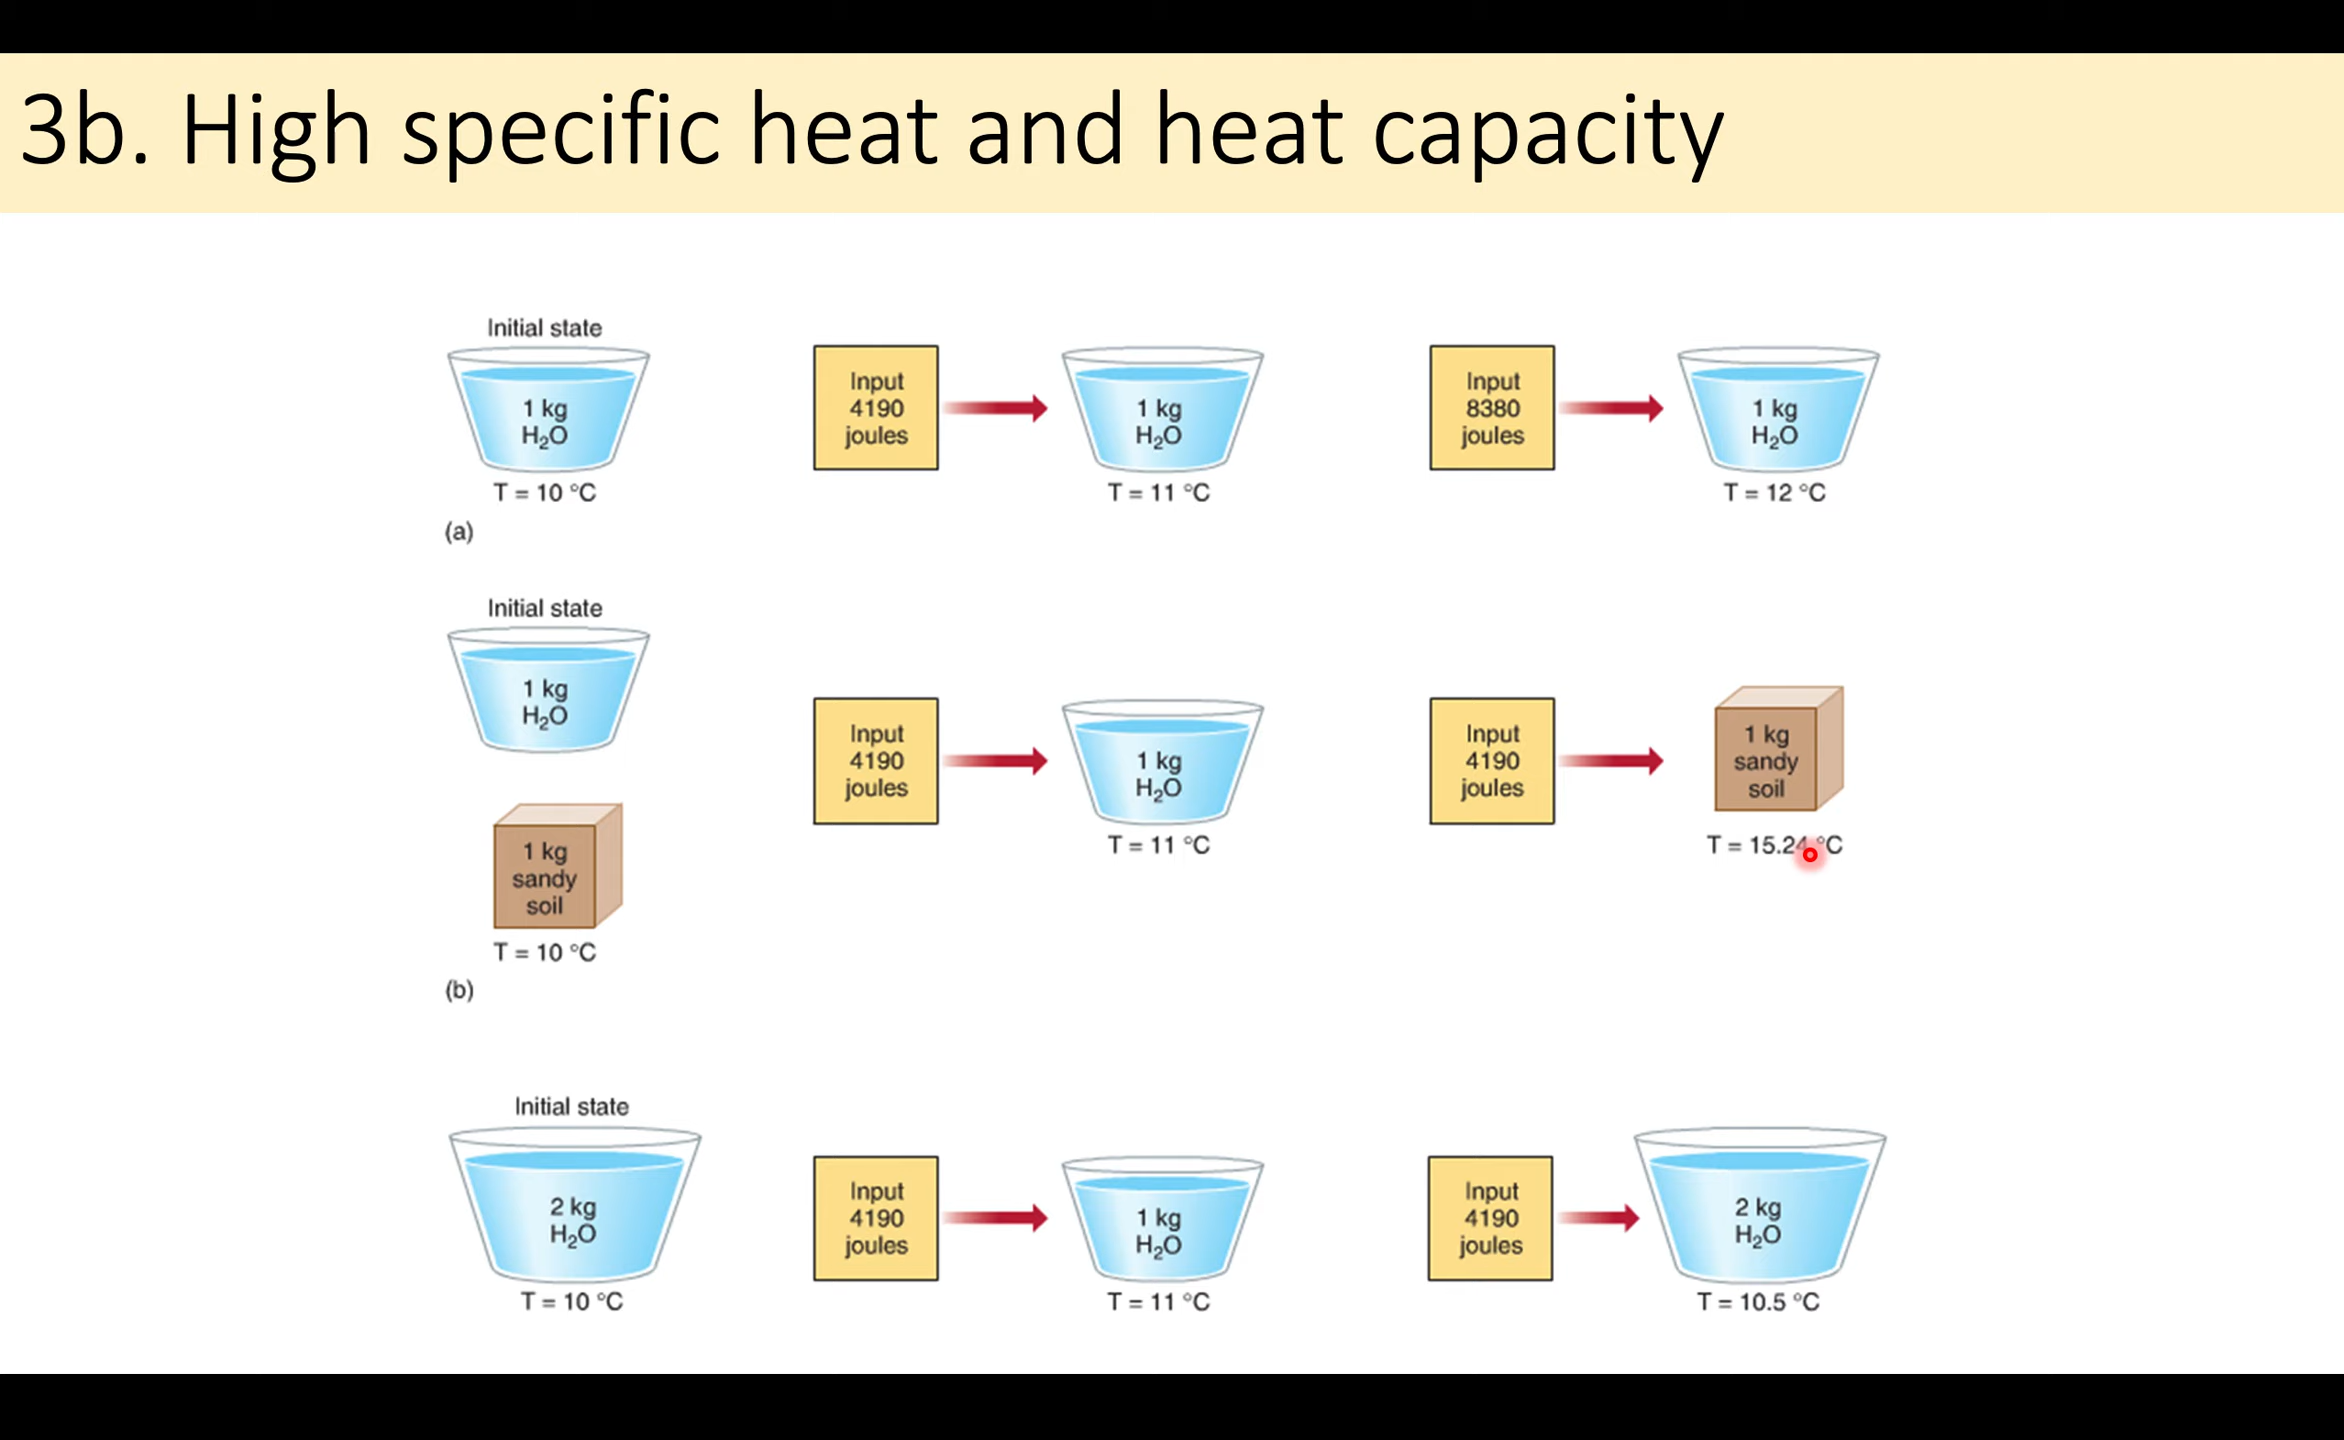 3b. High specific heat and heat capacity
Initial state
1 kg
H₂O
T = 10 °C
Input
4190
joules
1 kg
H₂O
T = 11 °C
Input
8380
joules
1 kg
H₂O
T = 12 °C
(a)
Initial state
1 kg
H₂O
1 kg
sandy
soil
T = 10 °C
Input
4190
joules
1 kg
H₂O
T = 11 °C
Input
4190
joules
1 kg
sandy
soil
T = 15.24 °C
(b)
Initial state
2 kg
H₂O
T = 10 °C
Input
4190
joules
1 kg
H₂O
T = 11 °C
Input
4190
joules
2 kg
H₂O
T = 10.5 °C